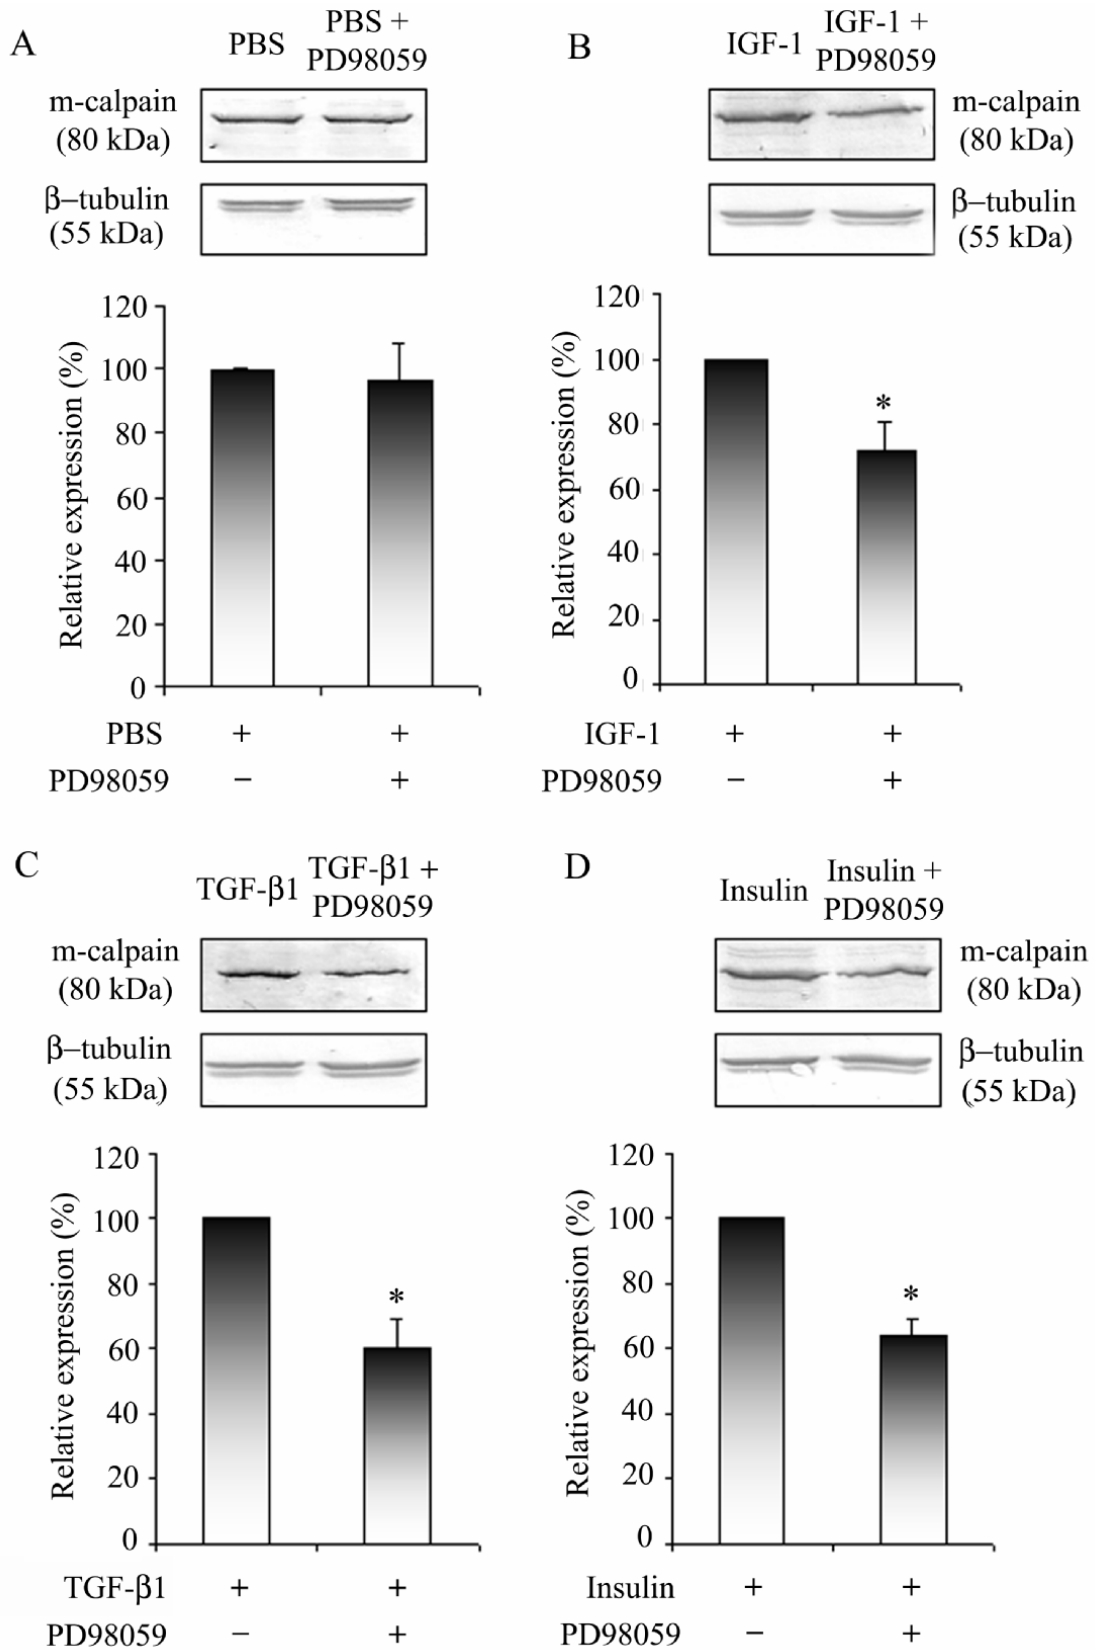 A
PBS
PBS +
PD98059
m-calpain
(80 kDa)
β–tubulin
(55 kDa)
120
100
80
60
40
20
0
Relative expression (%)
PBS + +
PD98059 − +
B
IGF-1
IGF-1 +
PD98059
m-calpain
(80 kDa)
β–tubulin
(55 kDa)
120
100
80
60
40
20
0
Relative expression (%)
*
IGF-1 + +
PD98059 − +
C
TGF-β1
TGF-β1 +
PD98059
m-calpain
(80 kDa)
β–tubulin
(55 kDa)
120
100
80
60
40
20
0
Relative expression (%)
*
TGF-β1 + +
PD98059 − +
D
Insulin
Insulin +
PD98059
m-calpain
(80 kDa)
β–tubulin
(55 kDa)
120
100
80
60
40
20
0
Relative expression (%)
*
Insulin + +
PD98059 − +